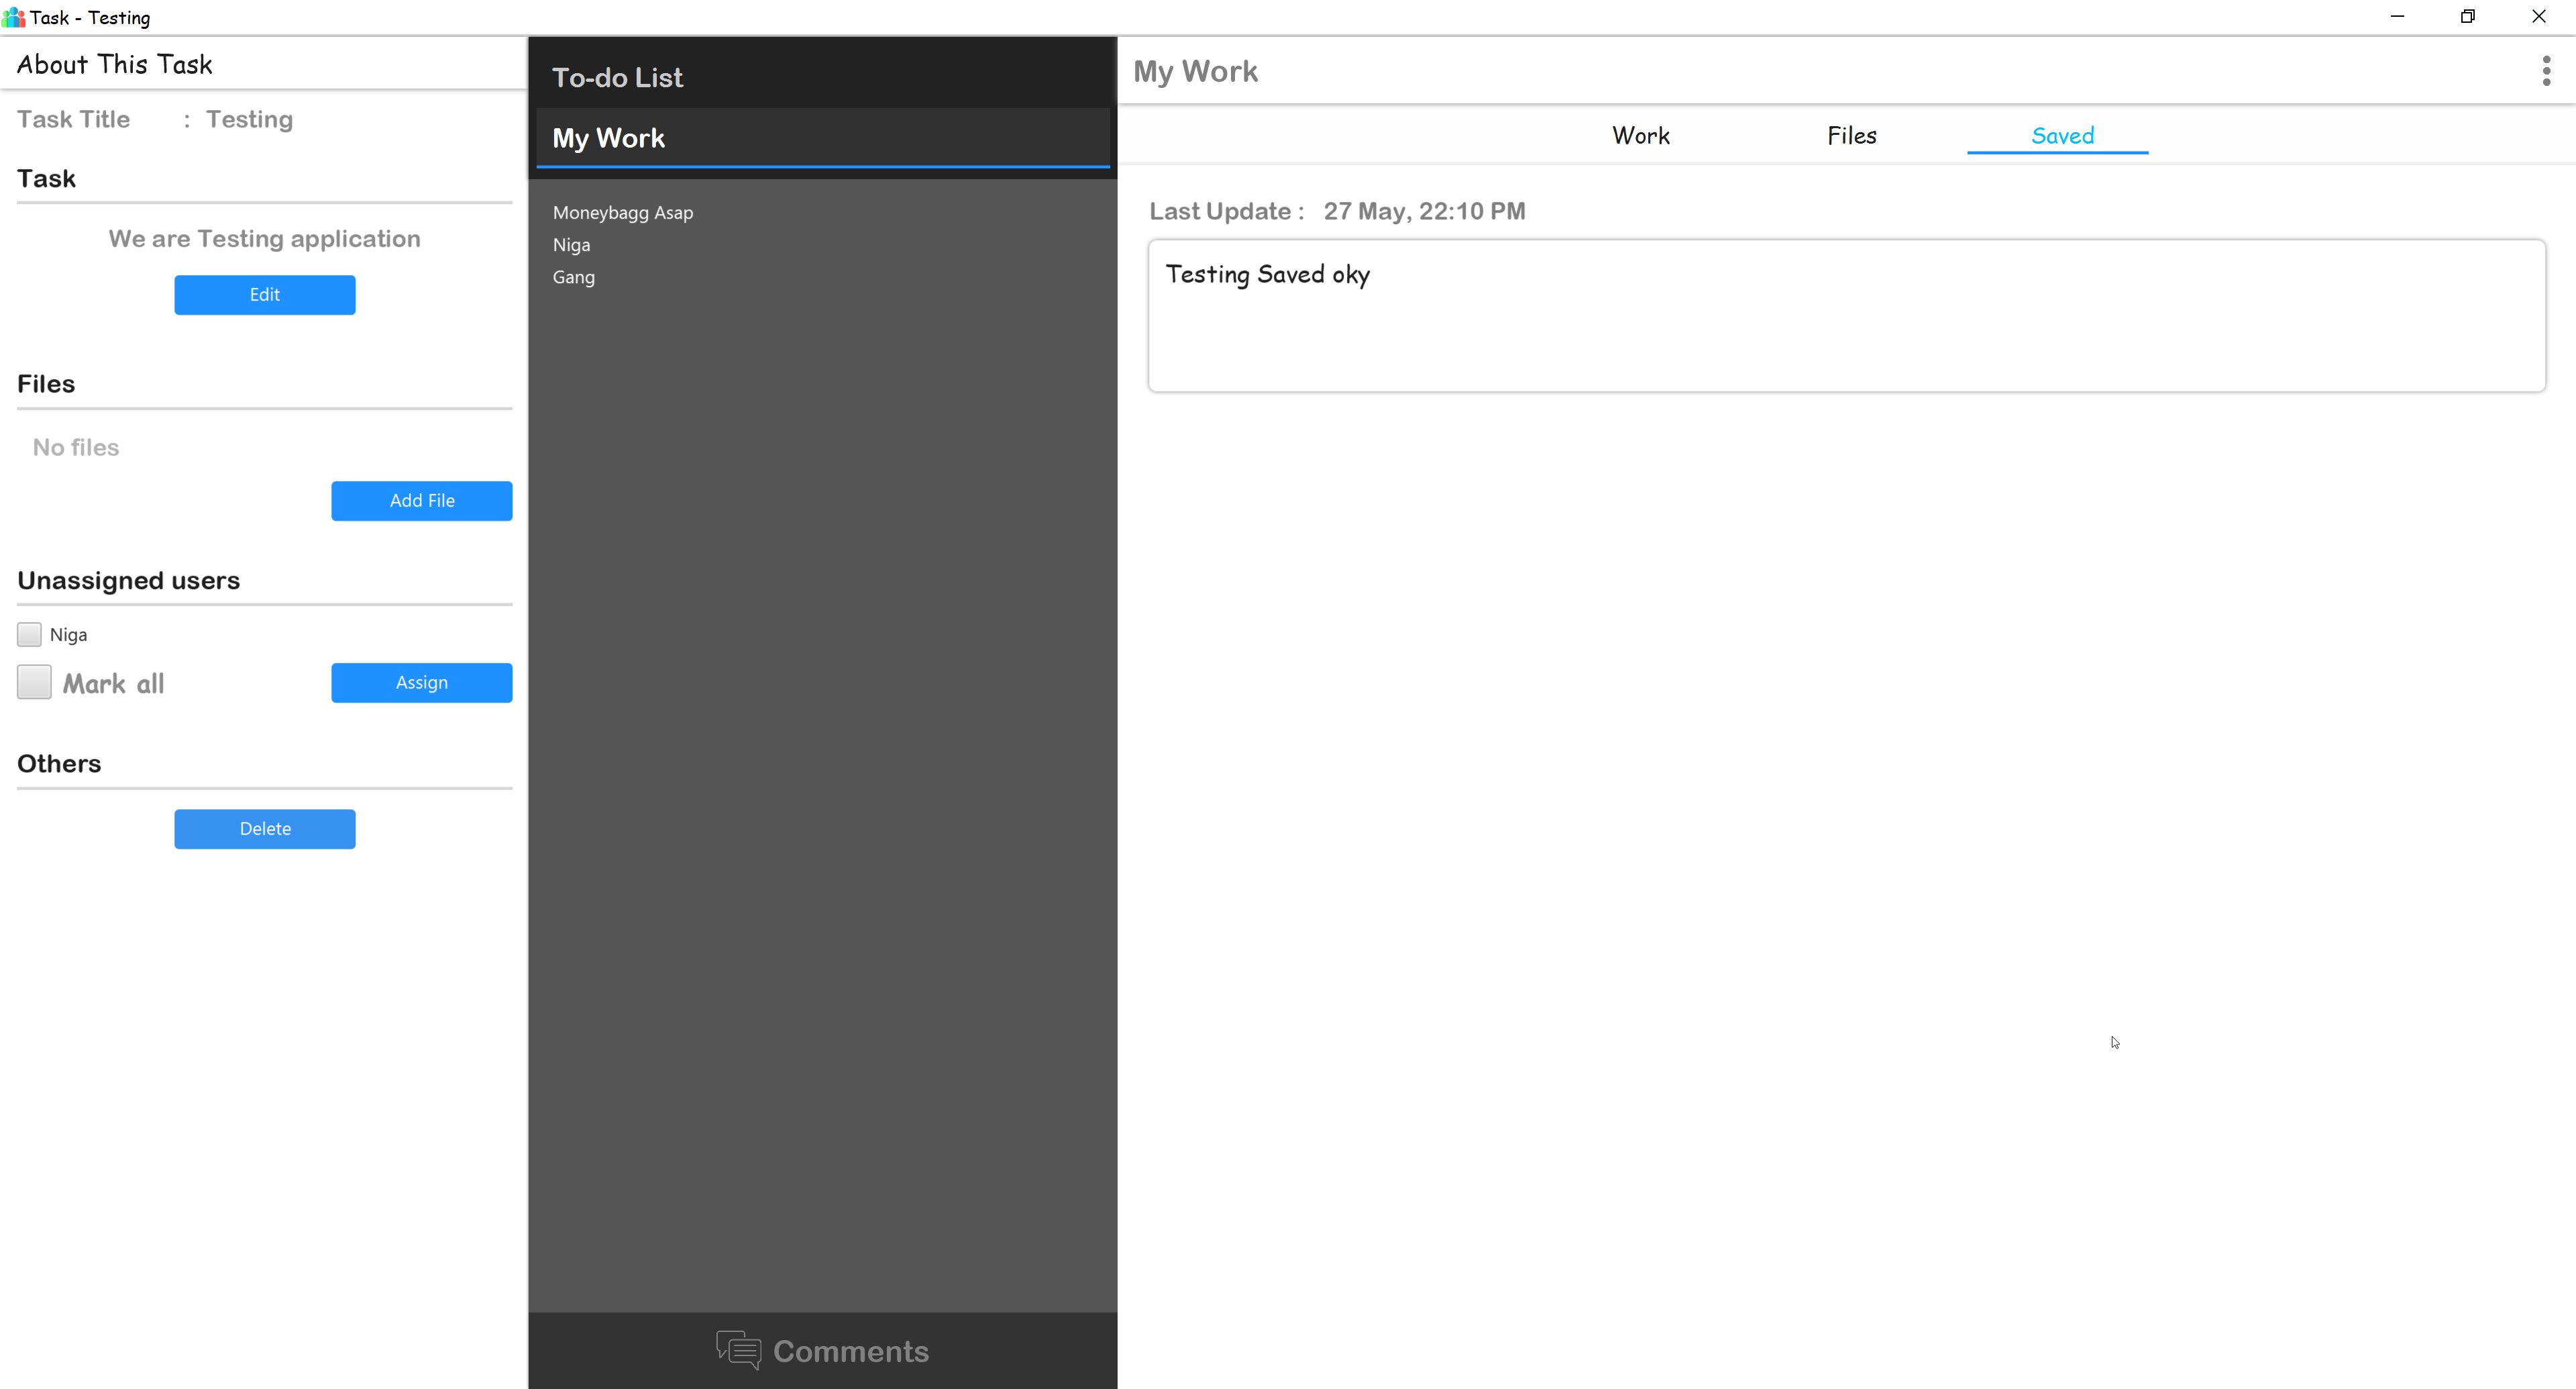 Task - Testing
About This Task
Task Title : Testing
Task
We are Testing application
Edit
Files
No files
Add File
Unassigned users
Niga
Mark all
Assign
Others
Delete
To-do List
My Work
Moneybagg Asap
Niga
Gang
Comments
My Work
Work Files Saved
Last Update : 27 May, 22:10 PM
Testing Saved oky